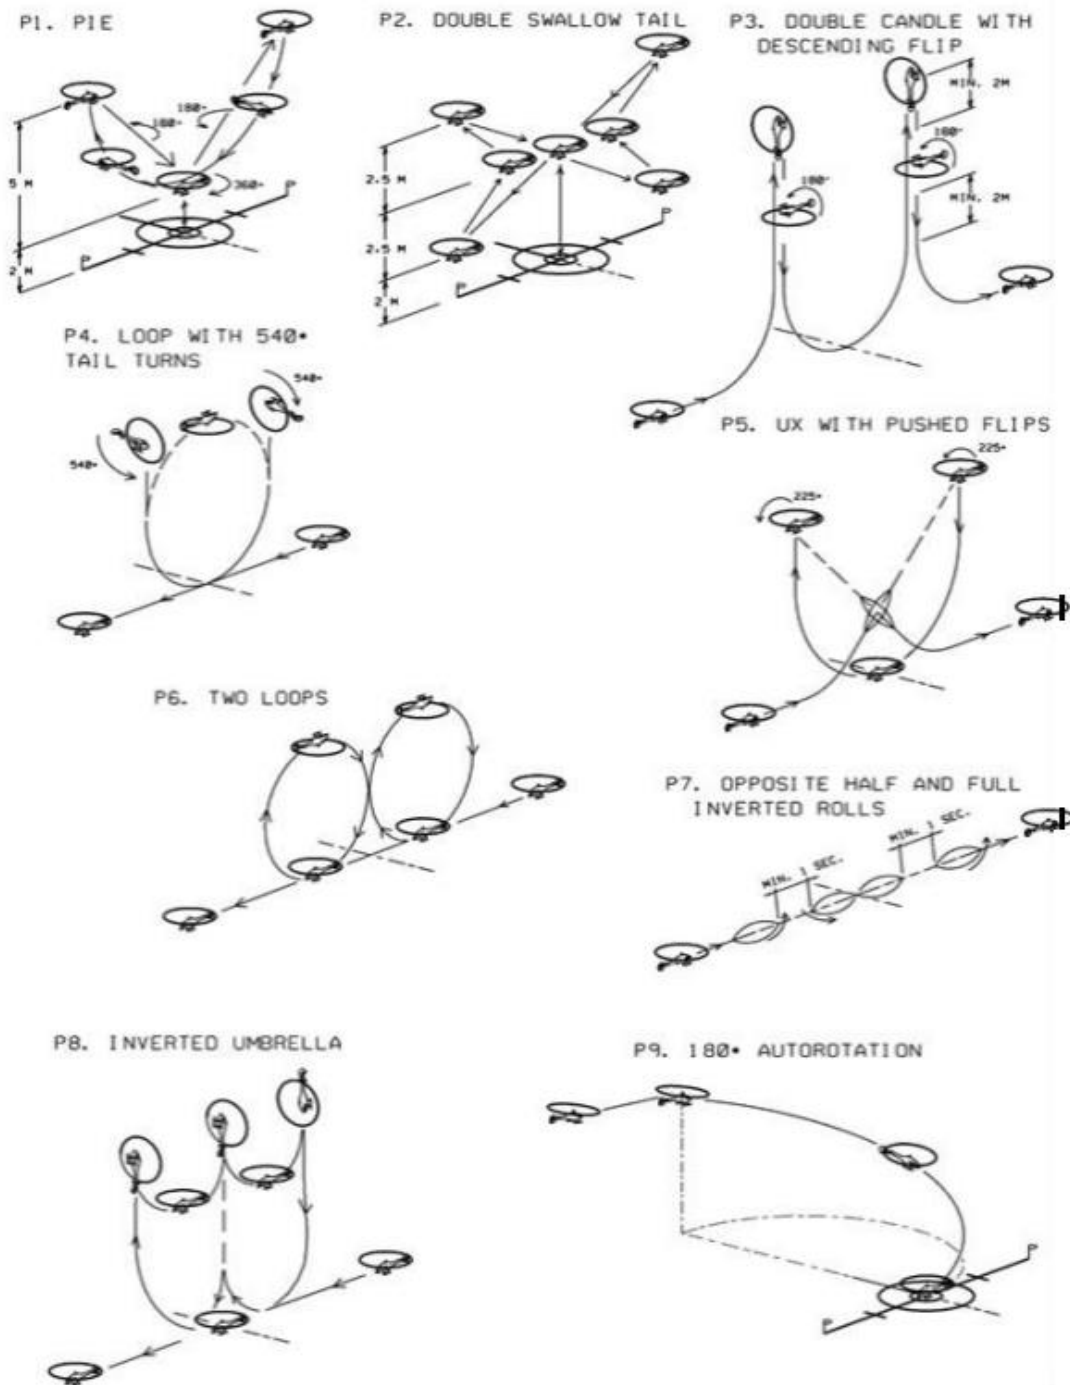 P1. PIE
180°
180°
360°
5 M
2 M
P
P
P2. DOUBLE SWALLOW TAIL
2.5 M
2.5 M
2 M
P
P
P3. DOUBLE CANDLE WITH
DESCENDING FLIP
MIN. 2M
180°
180°
MIN. 2M
P4. LOOP WITH 540°
TAIL TURNS
540°
540°
P5. UX WITH PUSHED FLIPS
225°
225°
P6. TWO LOOPS
P7. OPPOSITE HALF AND FULL
INVERTED ROLLS
MIN. 1 SEC.
MIN. 1 SEC.
P8. INVERTED UMBRELLA
P9. 180° AUTOROTATION
P
P